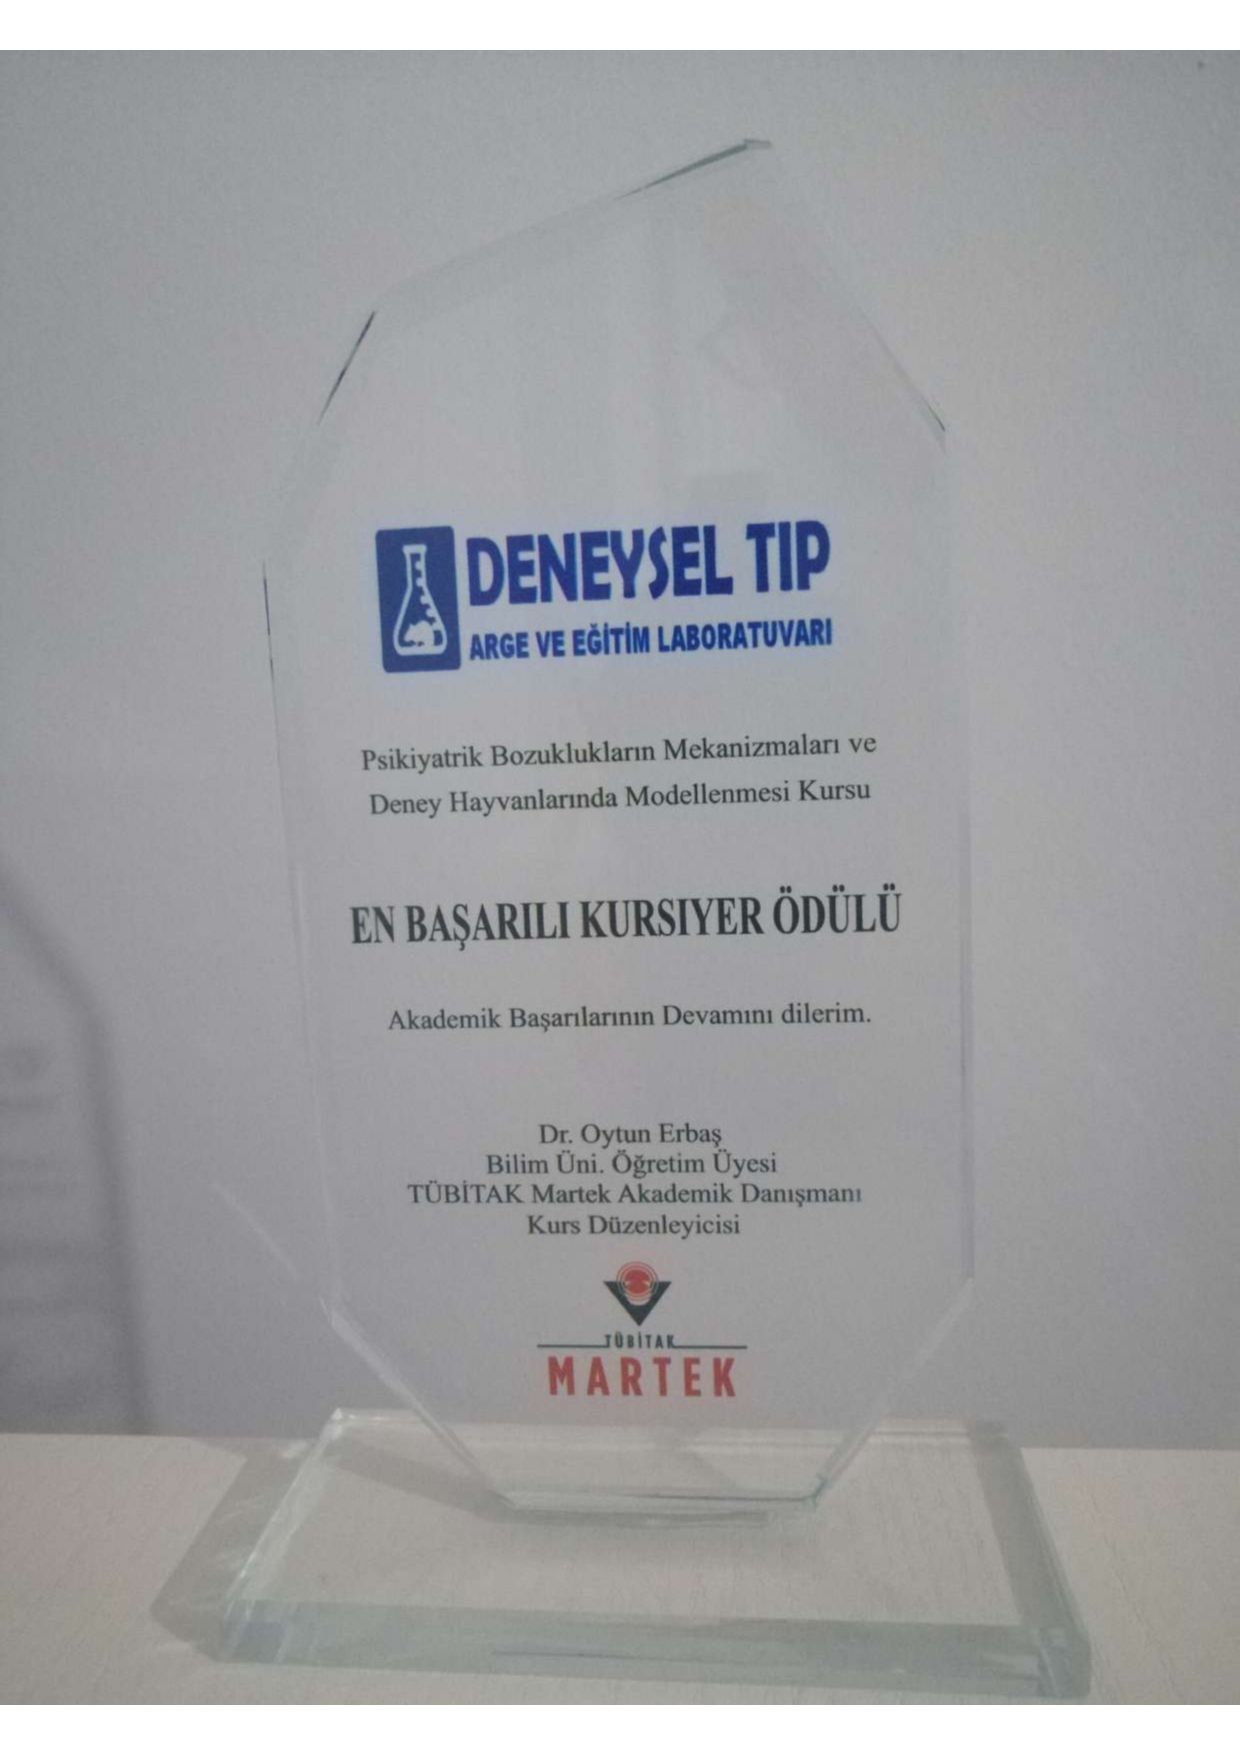 DENEYSEL TIP
ARGE VE EĞİTİM LABORATUVARI
Psikiyatrik Bozuklukların Mekanizmaları ve
Deney Hayvanlarında Modellenmesi Kursu
EN BAŞARILI KURSIYER ÖDÜLÜ
Akademik Başarılarının Devamını dilerim.
Dr. Oytun Erbaş
Bilim Üni. Öğretim Üyesi
TÜBİTAK Martek Akademik Danışmanı
Kurs Düzenleyicisi
TÜBİTAK
MARTEK